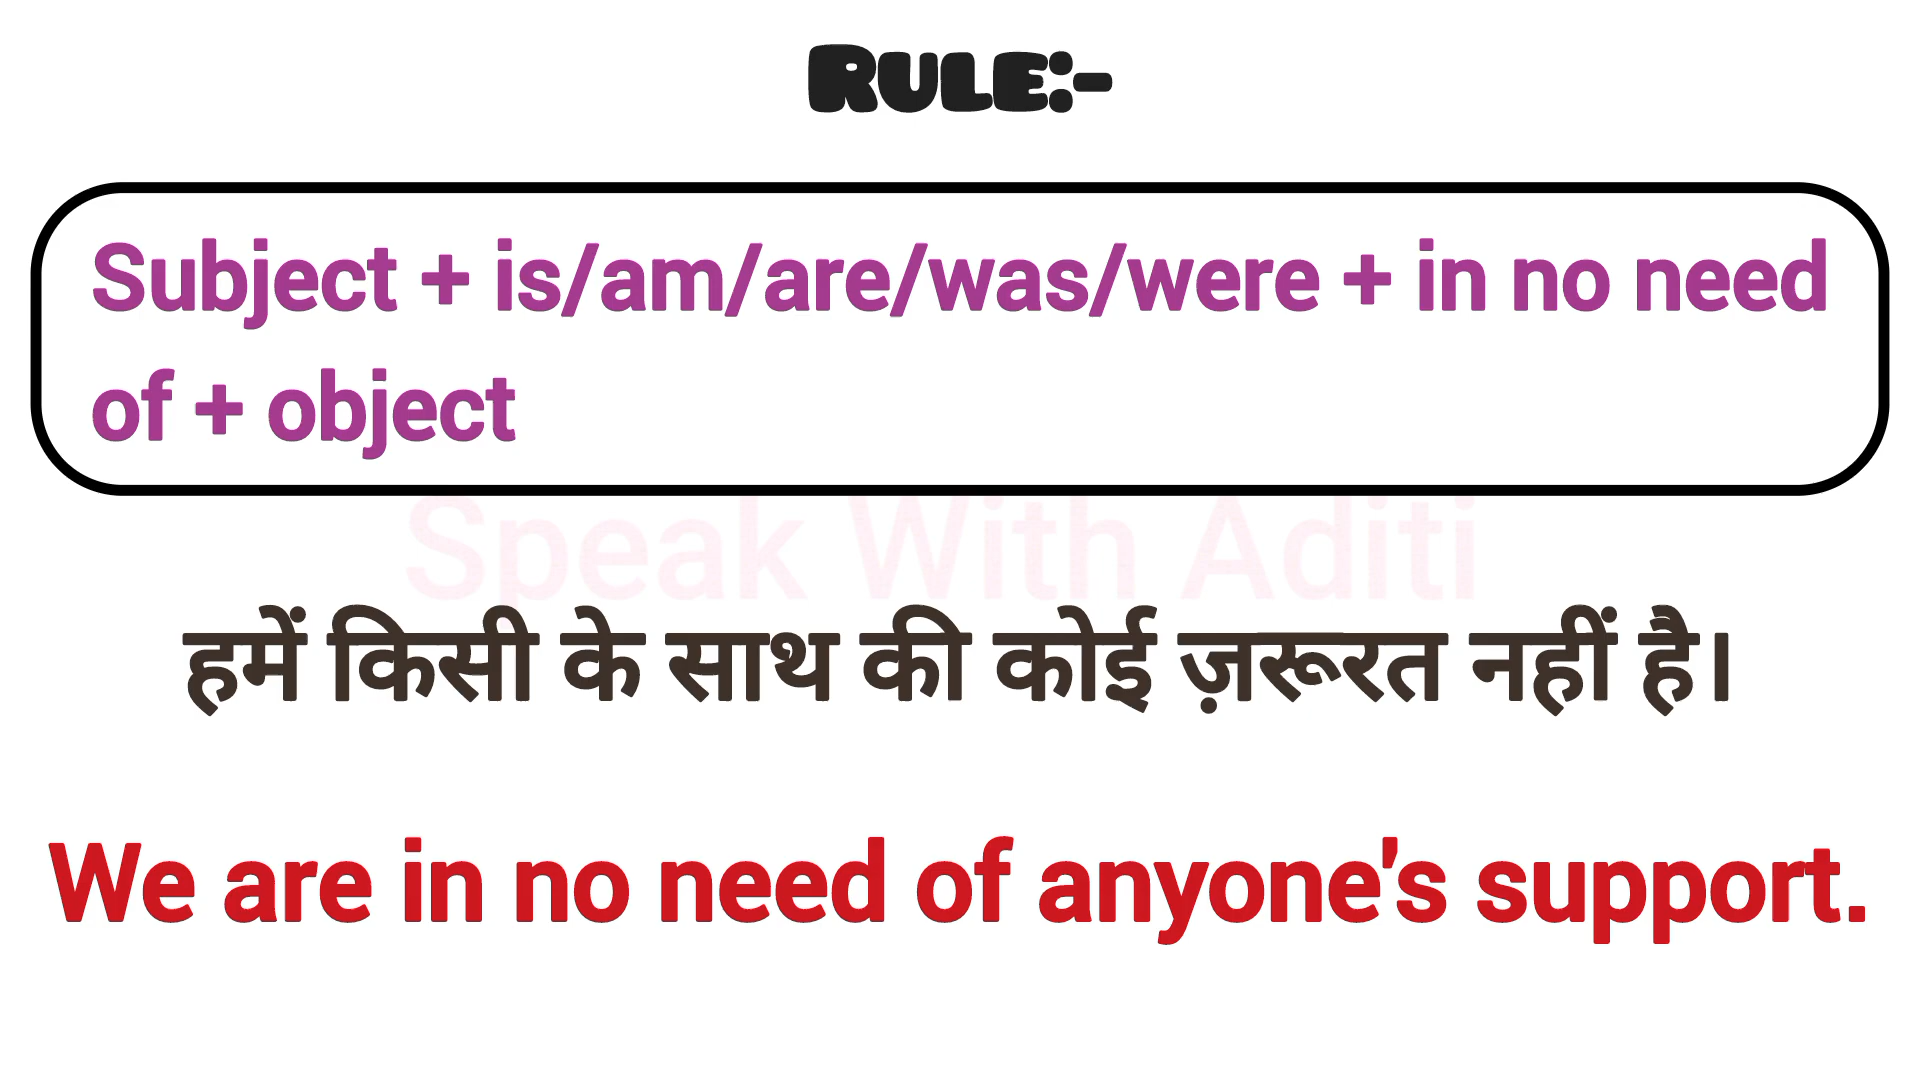 RULE:-
Subject + is/am/are/was/were + in no need
of + object
Speak With Aditi
हमें किसी के साथ की कोई ज़रूरत नहीं है।
We are in no need of anyone's support.